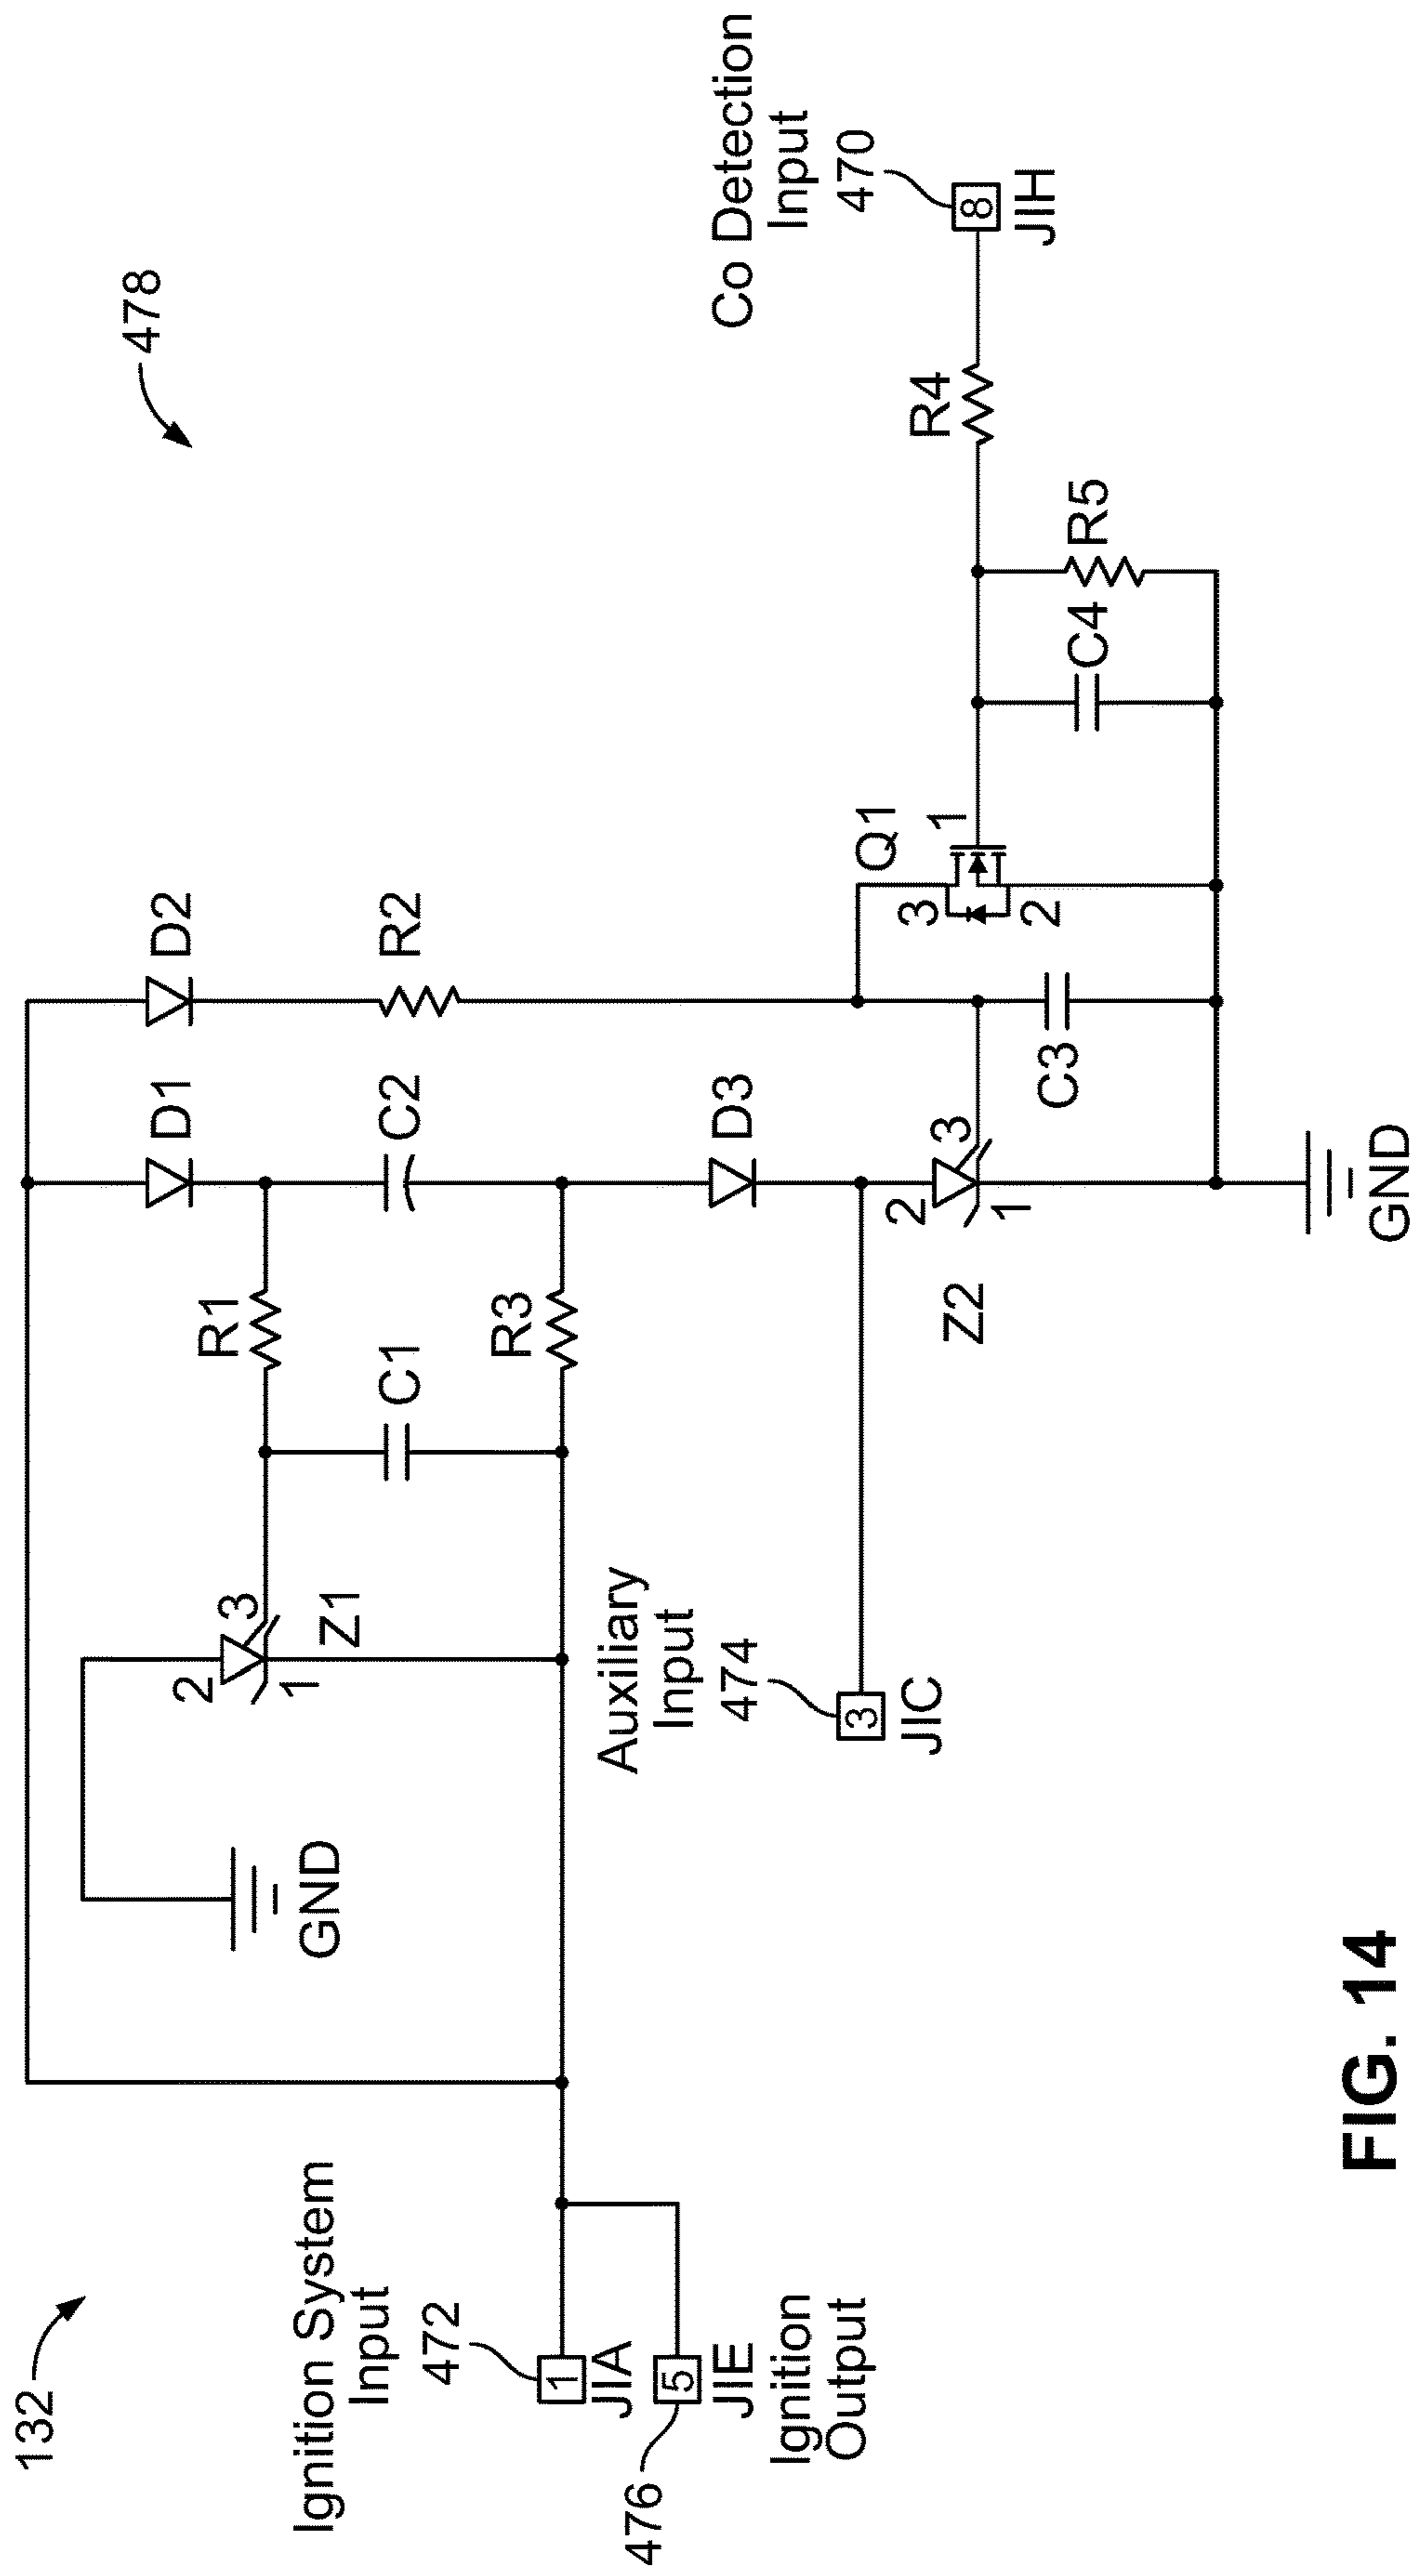 132
478
Ignition System
Input
472
1
JIA
476
5
JIE
Ignition
Output
GND
2
3
1
Z1
R1
C1
R3
D1
C2
D2
R2
Auxiliary
Input
474
3
JIC
D3
2
3
1
Z2
C3
GND
Q1
3
1
2
C4
R5
R4
Co Detection
Input
470
8
JIH
FIG. 14